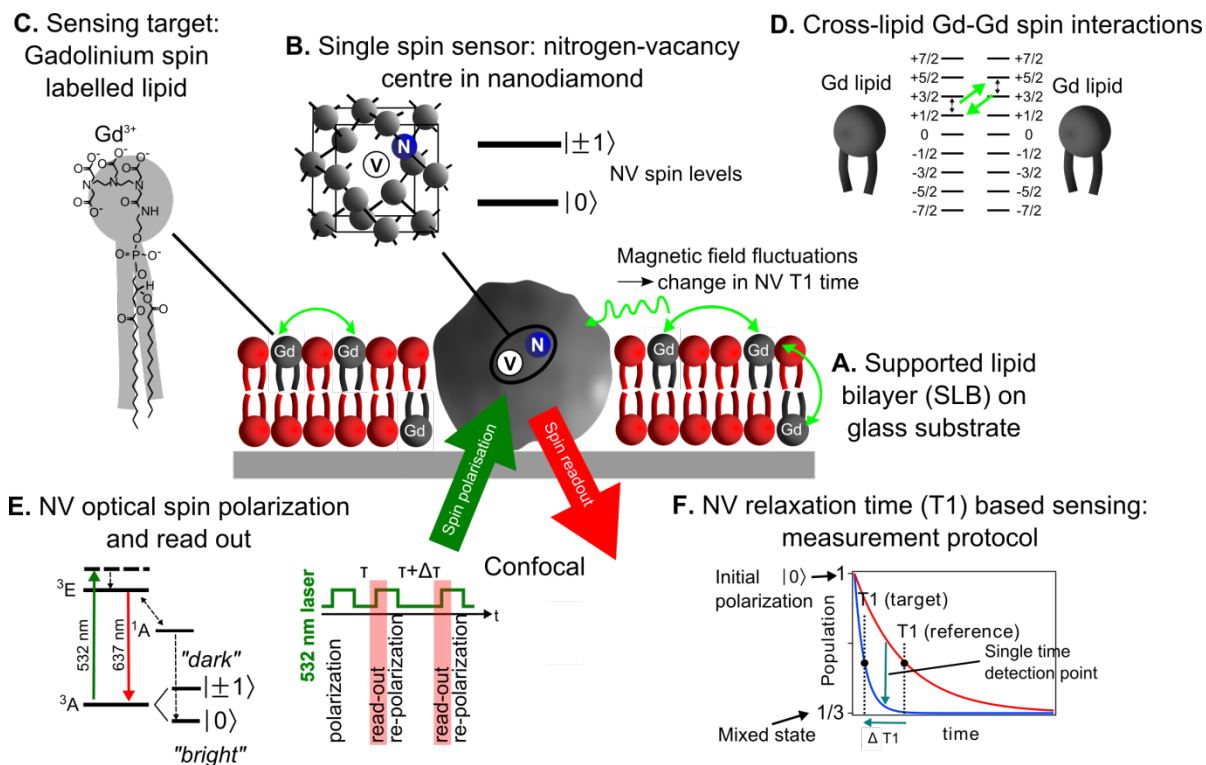 C. Sensing target:
Gadolinium spin
labelled lipid
Gd³⁺
O⁻
O
O⁻
O
O⁻
O
N
N
N
O
O⁻
O
O⁻
O
NH
O
O=P-O⁻
O
H
O
O
O
B. Single spin sensor: nitrogen-vacancy
centre in nanodiamond
N
V
|±1⟩
NV spin levels
|0⟩
D. Cross-lipid Gd-Gd spin interactions
Gd lipid
+7/2
+5/2
+3/2
+1/2
0
-1/2
-3/2
-5/2
-7/2
+7/2
+5/2
+3/2
+1/2
0
-1/2
-3/2
-5/2
-7/2
Gd lipid
Magnetic field fluctuations
→ change in NV T1 time
Gd
Gd
Gd
V
N
Gd
Gd
Gd
A. Supported lipid
bilayer (SLB) on
glass substrate
Spin polarisation
Spin readout
E. NV optical spin polarization
and read out
³E
¹A
³A
532 nm
637 nm
"dark"
|±1⟩
|0⟩
"bright"
532 nm laser
τ
τ+Δτ
t
polarization
read-out
re-polarization
read-out
re-polarization
Confocal
F. NV relaxation time (T1) based sensing:
measurement protocol
Initial |0⟩
polarization
1
Population
1/3
Mixed state
T1 (target)
T1 (reference)
Single time
detection point
Δ T1
time